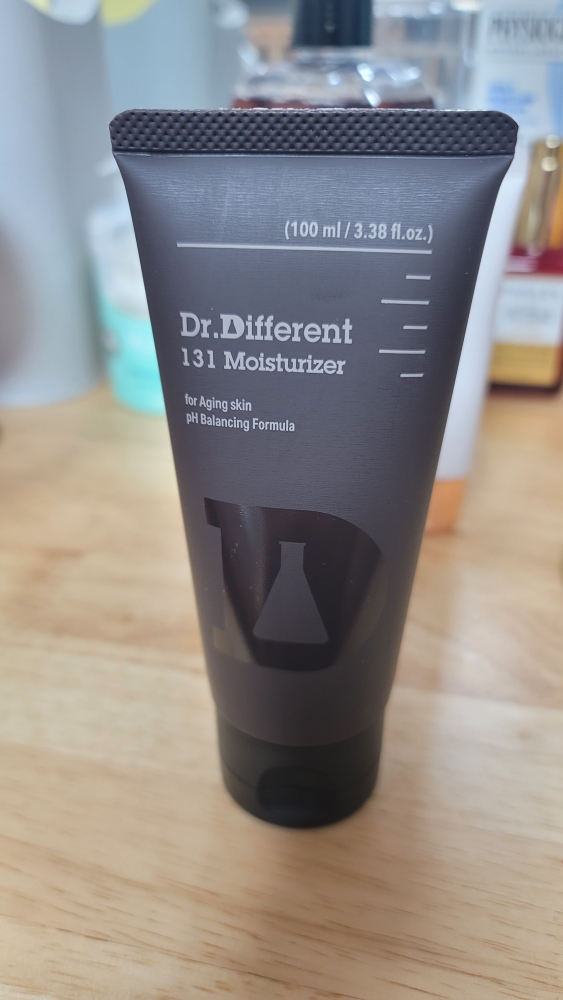 (100 ml / 3.38 fl.oz.)
Dr.Different
131 Moisturizer
for Aging skin
pH Balancing Formula
D